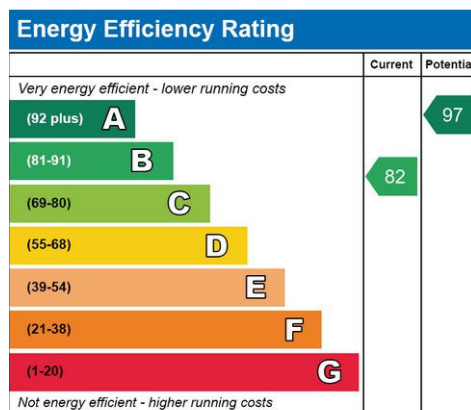 Energy Efficiency Rating
Current Potential
Very energy efficient - lower running costs
(92 plus) A 97
(81-91) B
82
(69-80) C
(55-68) D
(39-54) E
(21-38) F
(1-20) G
Not energy efficient - higher running costs